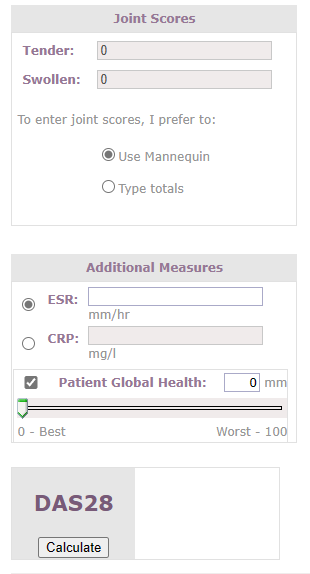 Joint Scores
Tender: 0
Swollen: 0
To enter joint scores, I prefer to:
Use Mannequin
Type totals
Additional Measures
ESR:
mm/hr
CRP:
mg/l
Patient Global Health: 0 mm
0 - Best Worst - 100
DAS28
Calculate